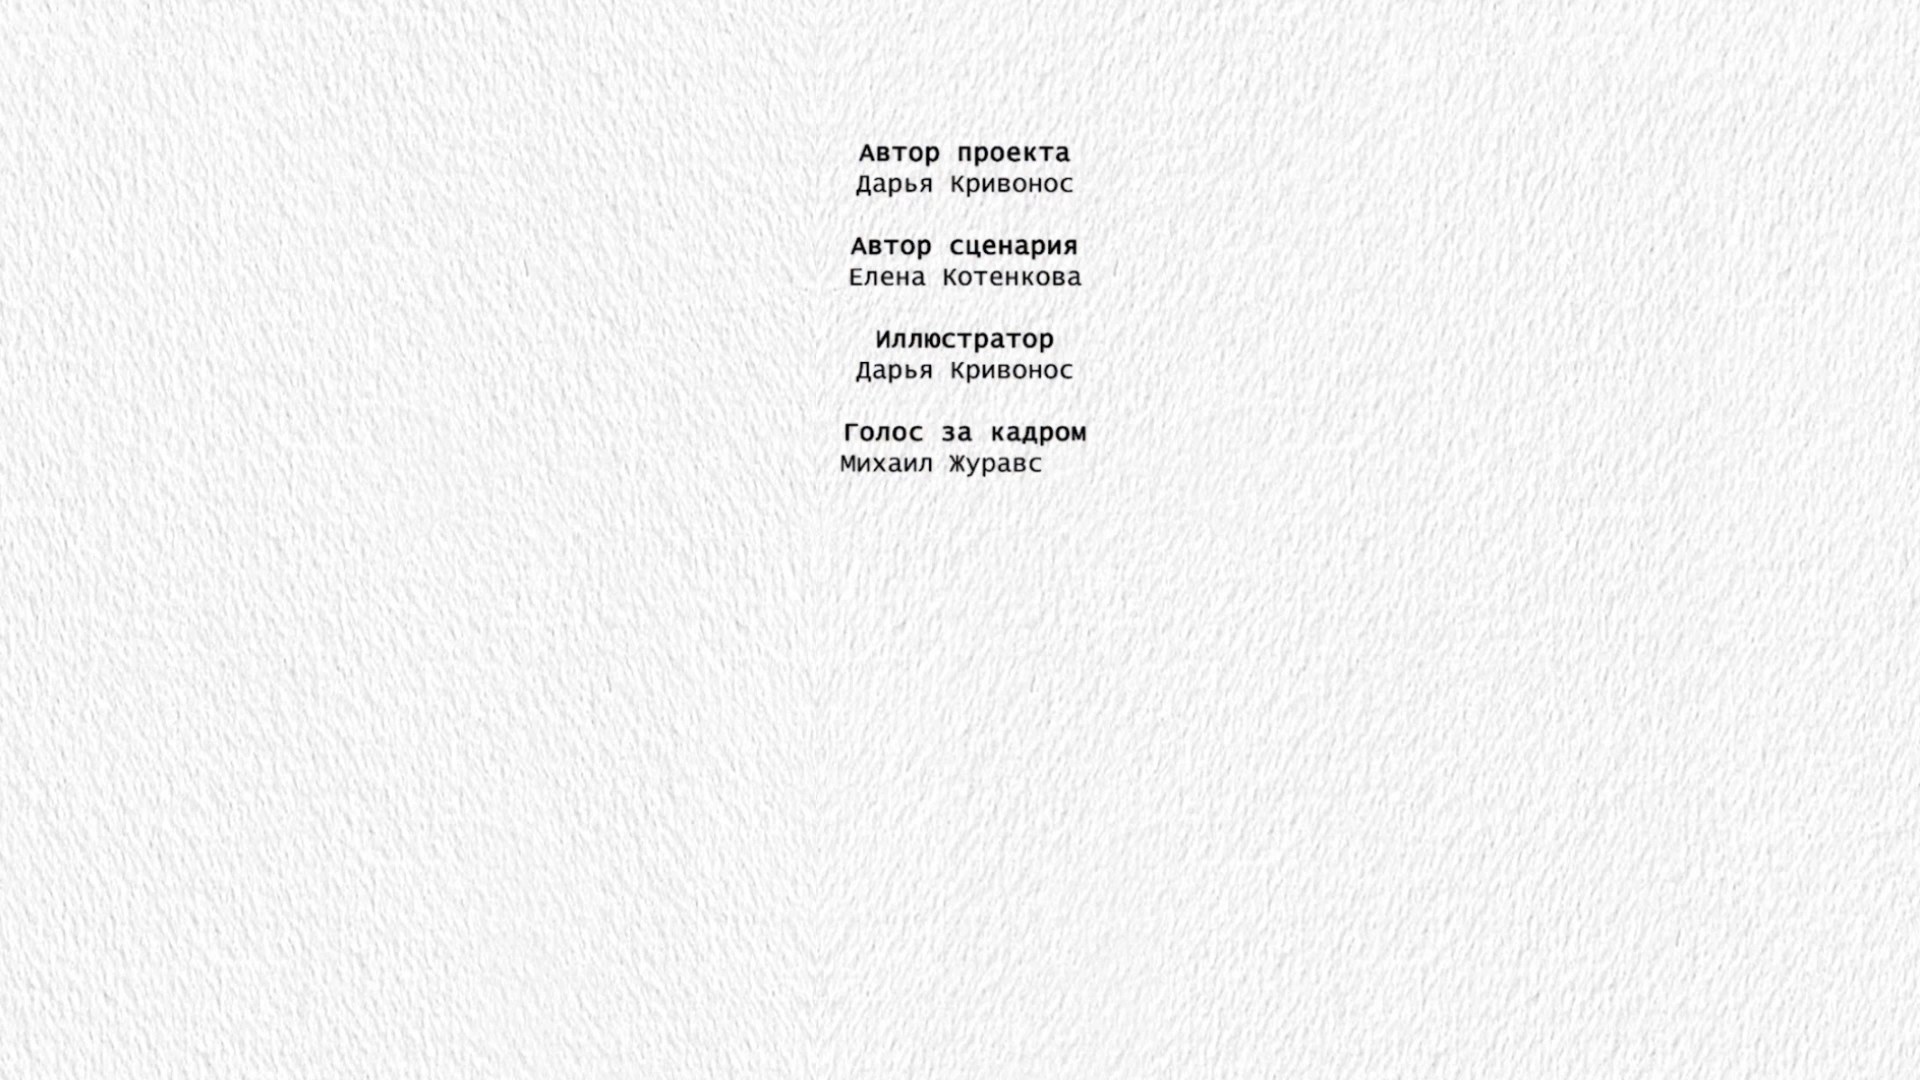 Автор проекта
Дарья Кривонос
Автор сценария
Елена Котенкова
Иллюстратор
Дарья Кривонос
Голос за кадром
Михаил Журавс